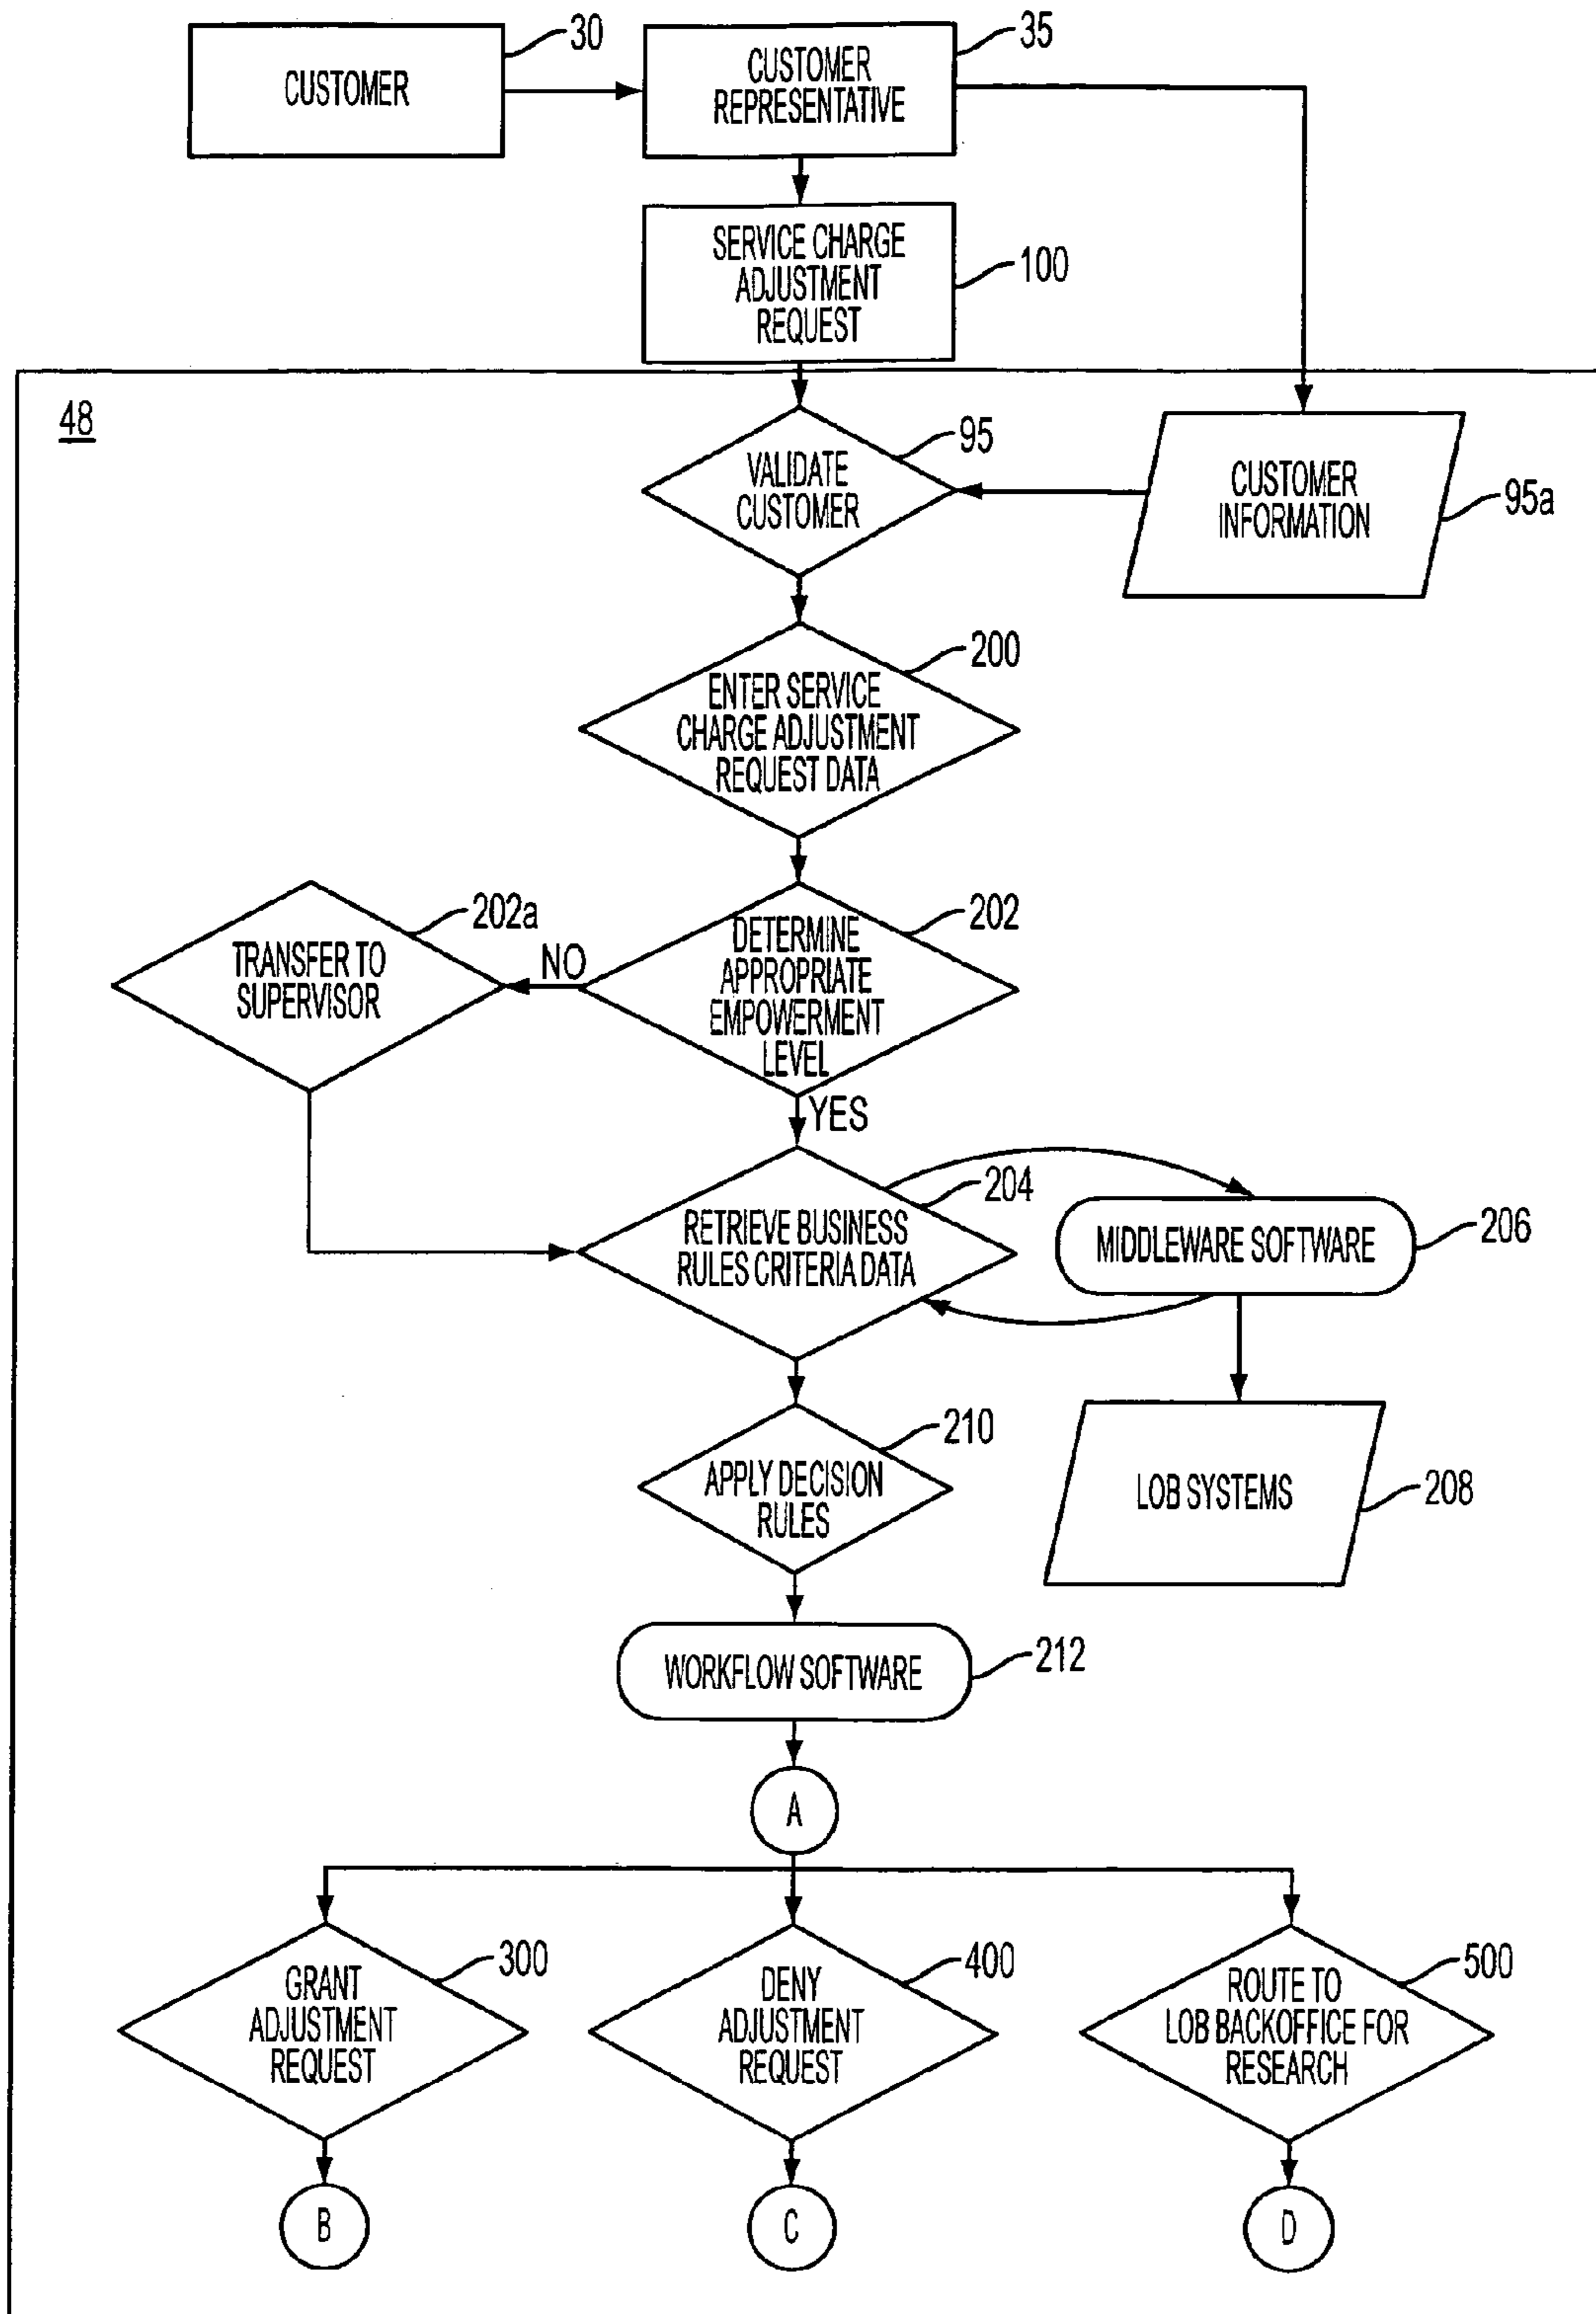 30
CUSTOMER
35
CUSTOMER
REPRESENTATIVE
SERVICE CHARGE
ADJUSTMENT
REQUEST
100
48
95
VALIDATE
CUSTOMER
CUSTOMER
INFORMATION
95a
200
ENTER SERVICE
CHARGE ADJUSTMENT
REQUEST DATA
202a
TRANSFER TO
SUPERVISOR
NO
202
DETERMINE
APPROPRIATE
EMPOWERMENT
LEVEL
YES
204
RETRIEVE BUSINESS
RULES CRITERIA DATA
MIDDLEWARE SOFTWARE
206
210
APPLY DECISION
RULES
LOB SYSTEMS
208
WORKFLOW SOFTWARE
212
A
300
GRANT
ADJUSTMENT
REQUEST
400
DENY
ADJUSTMENT
REQUEST
500
ROUTE TO
LOB BACKOFFICE FOR
RESEARCH
B
C
D